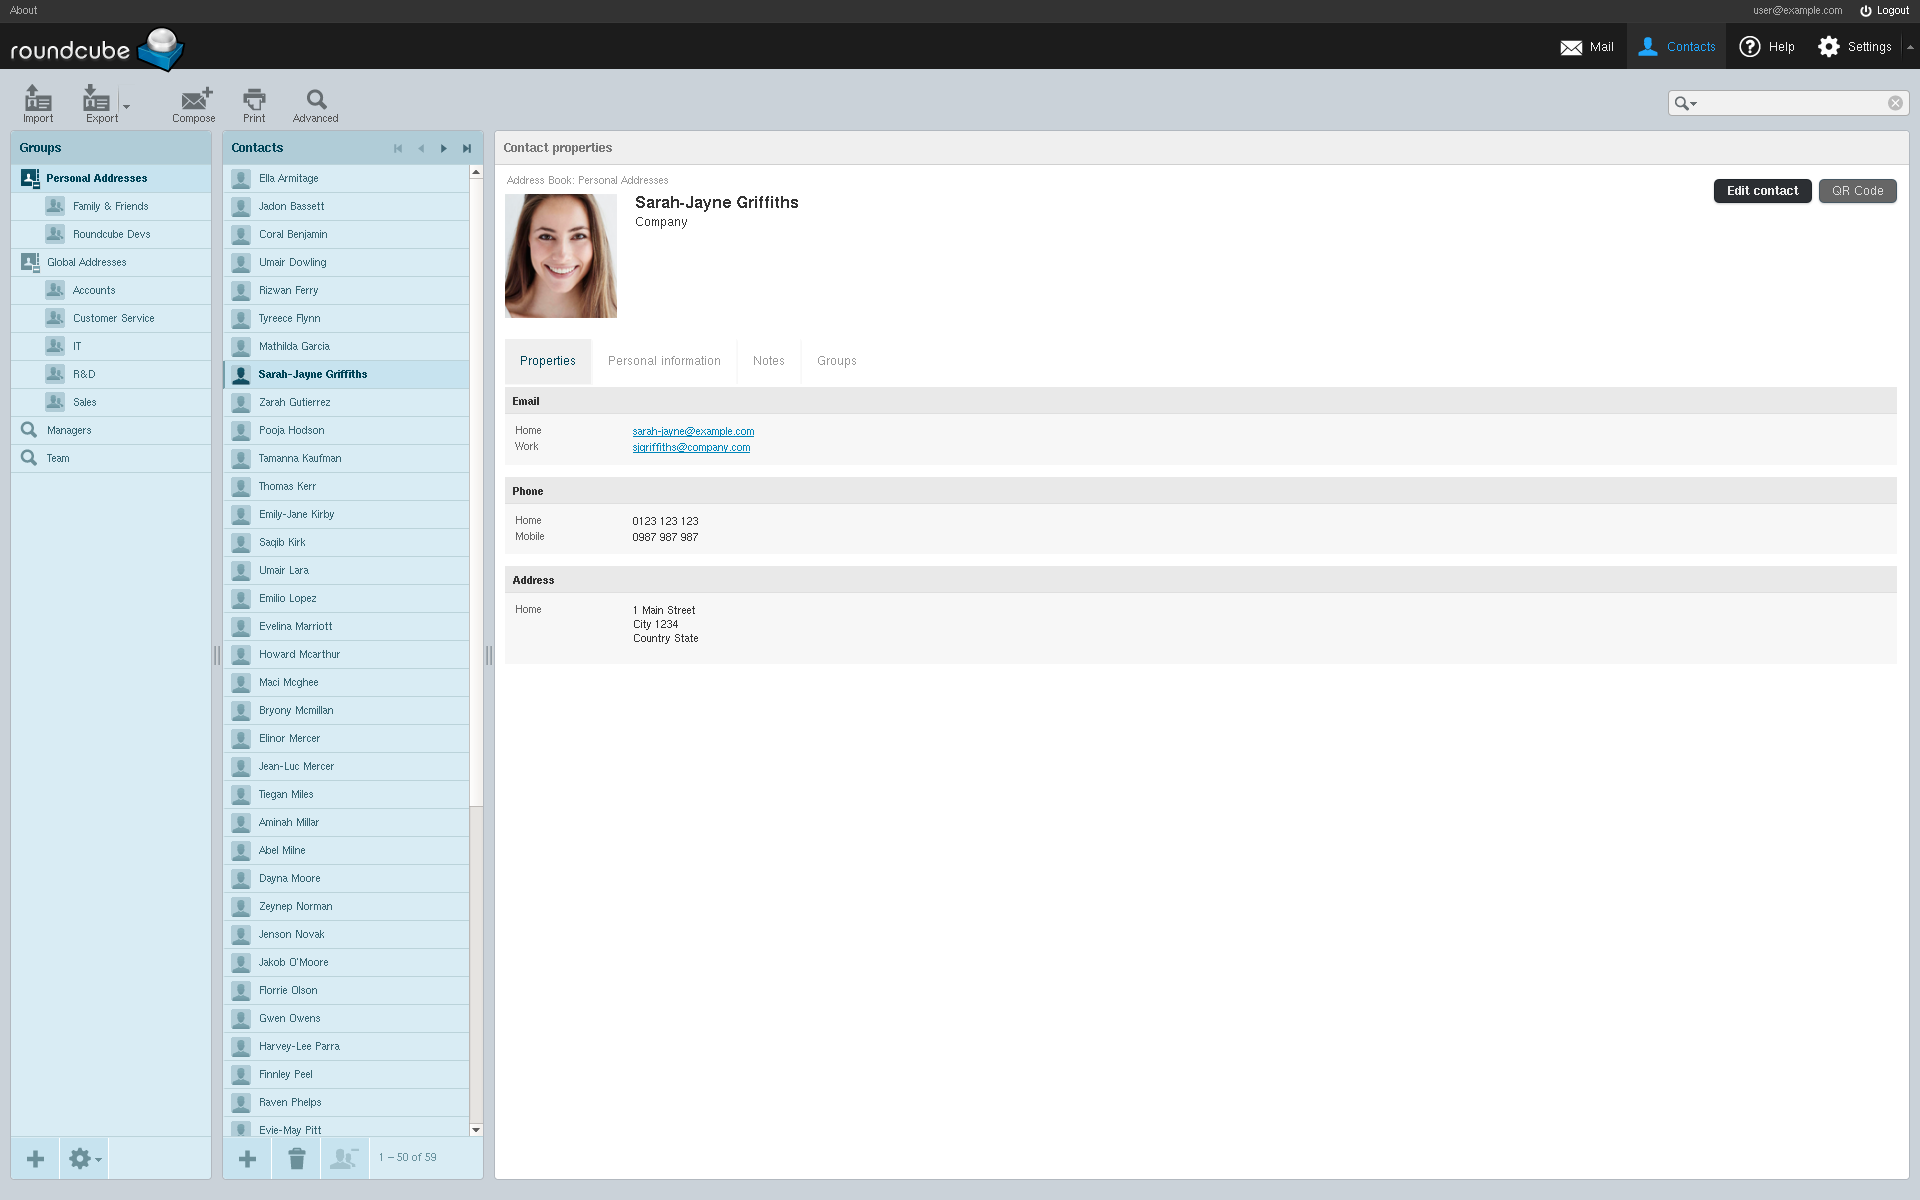 About
user@example.com
Logout
roundcube
Mail
Contacts
Help
Settings
Import
Export
Compose
Print
Advanced
Groups
Personal Addresses
Family & Friends
Roundcube Devs
Global Addresses
Accounts
Customer Service
IT
R&D
Sales
Managers
Team
Contacts
Ella Armitage
Jadon Bassett
Coral Benjamin
Umair Dowling
Rizwan Ferry
Tyreece Flynn
Mathilda Garcia
Sarah-Jayne Griffiths
Zarah Gutierrez
Pooja Hodson
Tamanna Kaufman
Thomas Kerr
Emily-Jane Kirby
Saqib Kirk
Umair Lara
Emilio Lopez
Evelina Marriott
Howard Mcarthur
Maci Mcghee
Bryony Mcmillan
Elinor Mercer
Jean-Luc Mercer
Tiegan Miles
Aminah Millar
Abel Milne
Dayna Moore
Zeynep Norman
Jenson Novak
Jakob O'Moore
Florrie Olson
Gwen Owens
Harvey-Lee Parra
Finnley Peel
Raven Phelps
Evie-May Pitt
1 – 50 of 59
Contact properties
Address Book: Personal Addresses
Sarah-Jayne Griffiths
Company
Edit contact
QR Code
Properties
Personal information
Notes
Groups
Email
Home sarah-jayne@example.com
Work sjgriffiths@company.com
Phone
Home 0123 123 123
Mobile 0987 987 987
Address
Home 1 Main Street
City 1234
Country State